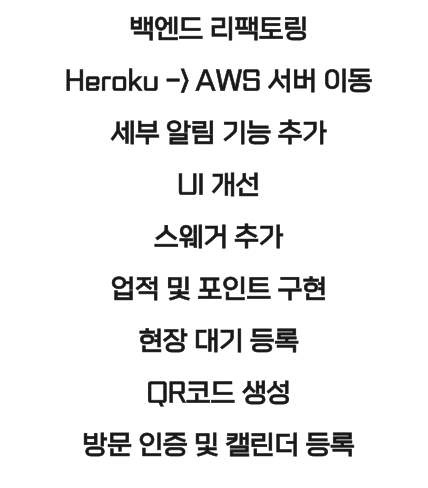 백엔드 리팩토링
Heroku -> AWS 서버 이동
세부 알림 기능 추가
UI 개선
스웨거 추가
업적 및 포인트 구현
현장 대기 등록
QR코드 생성
방문 인증 및 캘린더 등록